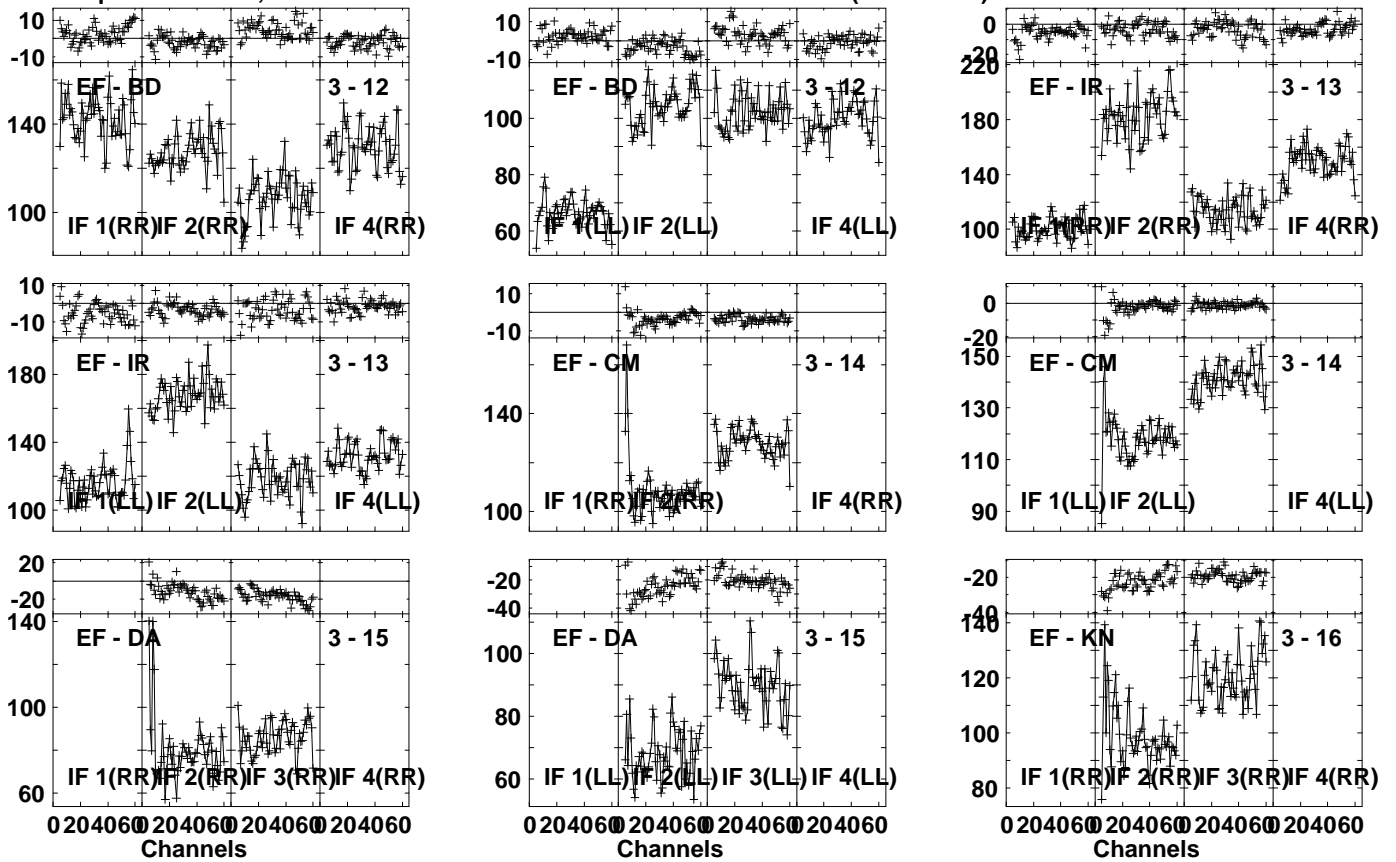 10
-10
EF - BD
3 - 12
140
100
IF 1(RR)
IF 2(RR)
IF 4(RR)
10
-10
EF - BD
3 - 12
100
80
60
IF 1(LL)
IF 2(LL)
IF 4(LL)
0
-20
220
EF - IR
3 - 13
180
140
100
IF 1(RR)
IF 2(RR)
IF 4(RR)
10
-10
EF - IR
3 - 13
180
140
100
IF 1(LL)
IF 2(LL)
IF 4(LL)
10
-10
EF - CM
3 - 14
140
100
IF 1(RR)
IF 2(RR)
IF 4(RR)
0
-20
150
EF - CM
3 - 14
130
110
90
IF 1(LL)
IF 2(LL)
IF 4(LL)
20
-20
140
EF - DA
3 - 15
100
60
IF 1(RR)
IF 2(RR)
IF 3(RR)
IF 4(RR)
-20
-40
EF - DA
3 - 15
100
80
60
IF 1(LL)
IF 2(LL)
IF 3(LL)
IF 4(LL)
-20
-40
140
EF - KN
3 - 16
120
100
80
IF 1(RR)
IF 2(RR)
IF 3(RR)
IF 4(RR)
0 20 40 60 0 20 40 60 0 20 40 60 0 20 40 60
Channels
0 20 40 60 0 20 40 60 0 20 40 60 0 20 40 60
Channels
0 20 40 60 0 20 40 60 0 20 40 60 0 20 40 60
Channels